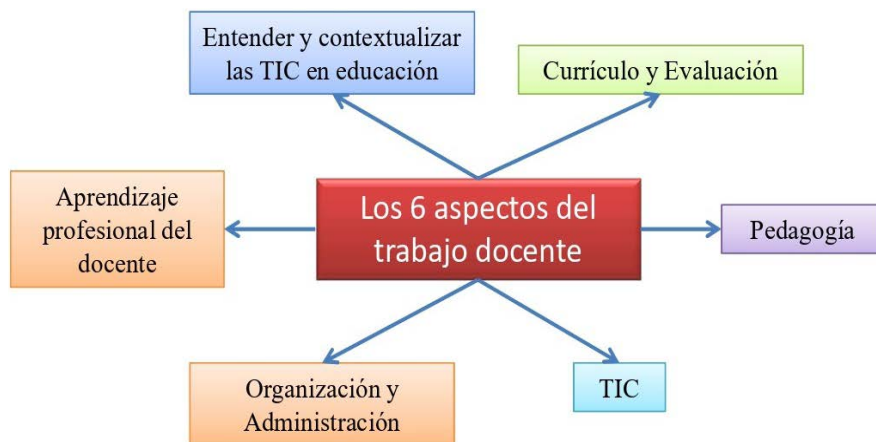 Entender y contextualizar
las TIC en educación
Currículo y Evaluación
Los 6 aspectos del
trabajo docente
Aprendizaje
profesional del
docente
Pedagogía
Organización y
Administración
TIC